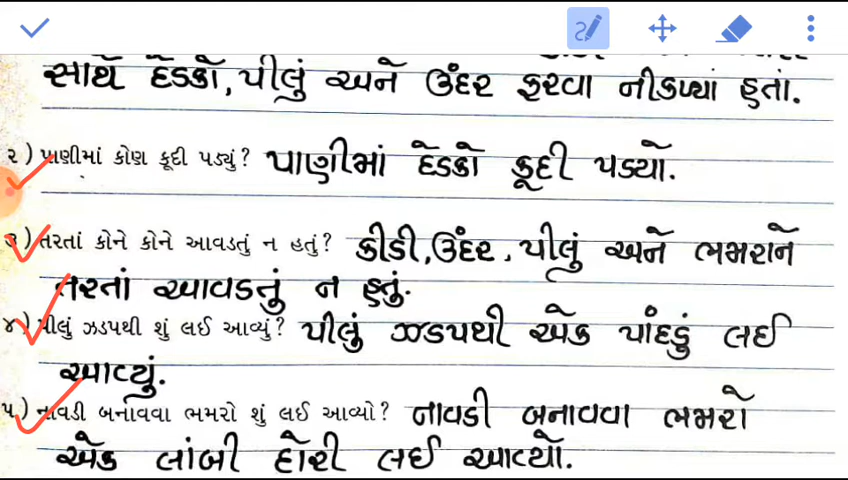 સાથે દેડકો, પીલું અને ઉંદર ફરવા નીકળ્યાં હતાં.
૨) પાણીમાં કોણ કૂદી પડ્યું? પાણીમાં દેડકો કૂદી પડ્યો.
૩) તરતાં કોને કોને આવડતું ન હતું? કીડી, ઉંદર, પીલું અને ભમરાને
તરતાં આવડતું ન હતું.
૪) પીલું ઝડપથી શું લઈ આવ્યું? પીલું ઝડપથી એક પાંદડું લઈ
આવ્યું.
૫) નાવડી બનાવવા ભમરો શું લઈ આવ્યો? નાવડી બનાવવા ભમરો
એક લાંબી દોરી લઈ આવ્યો.